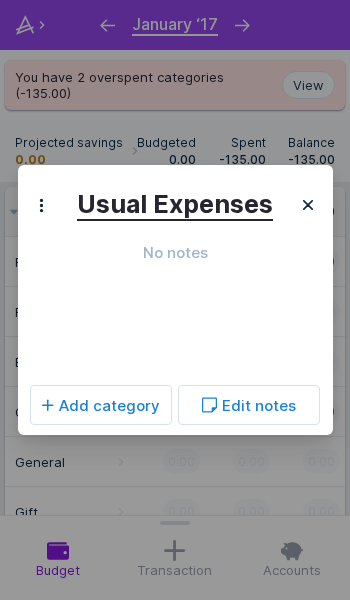 January ‘17
You have 2 overspent categories
(-135.00)
View
Projected savings
0.00
Budgeted
0.00
Spent
-135.00
Balance
-135.00
Usual Expenses
No notes
Add category
Edit notes
General
0.00
0.00
0.00
Gift
0.00
0.00
0.00
Budget
Transaction
Accounts